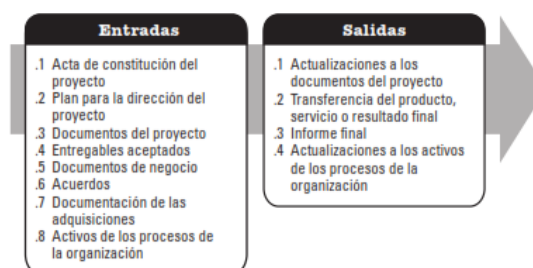 Entradas
.1 Acta de constitución del
proyecto
.2 Plan para la dirección del
proyecto
.3 Documentos del proyecto
.4 Entregables aceptados
.5 Documentos de negocio
.6 Acuerdos
.7 Documentación de las
adquisiciones
.8 Activos de los procesos de
la organización
Salidas
.1 Actualizaciones a los
documentos del proyecto
.2 Transferencia del producto,
servicio o resultado final
.3 Informe final
.4 Actualizaciones a los activos
de los procesos de la
organización